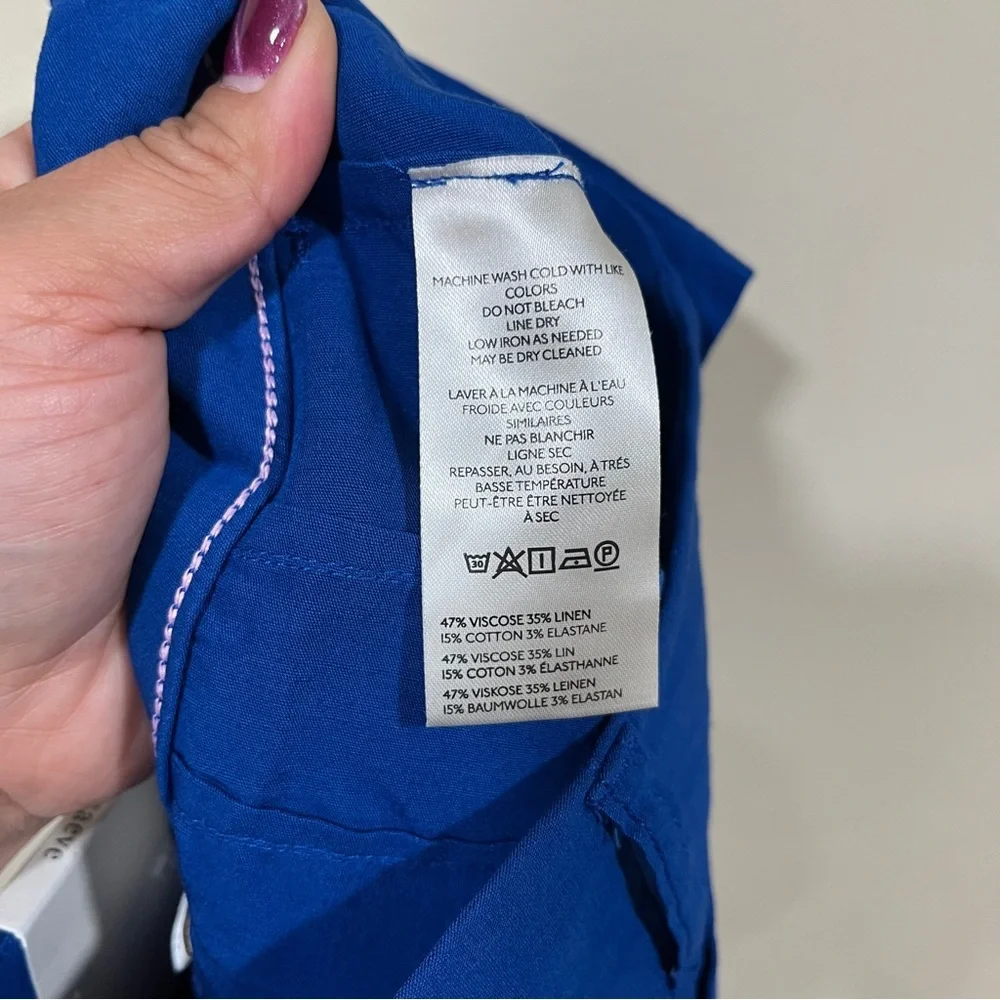 MACHINE WASH COLD WITH LIKE
COLORS
DO NOT BLEACH
LINE DRY
LOW IRON AS NEEDED
MAY BE DRY CLEANED
LAVER À LA MACHINE À L'EAU
FROIDE AVEC COULEURS
SIMILAIRES
NE PAS BLANCHIR
LIGNE SEC
REPASSER, AU BESOIN, À TRÉS
BASSE TEMPÉRATURE
PEUT-ÊTRE ÊTRE NETTOYÉE
À SEC
30 P
47% VISCOSE 35% LINEN
15% COTTON 3% ELASTANE
47% VISCOSE 35% LIN
15% COTON 3% ÉLASTHANNE
47% VISKOSE 35% LEINEN
15% BAUMWOLLE 3% ELASTAN